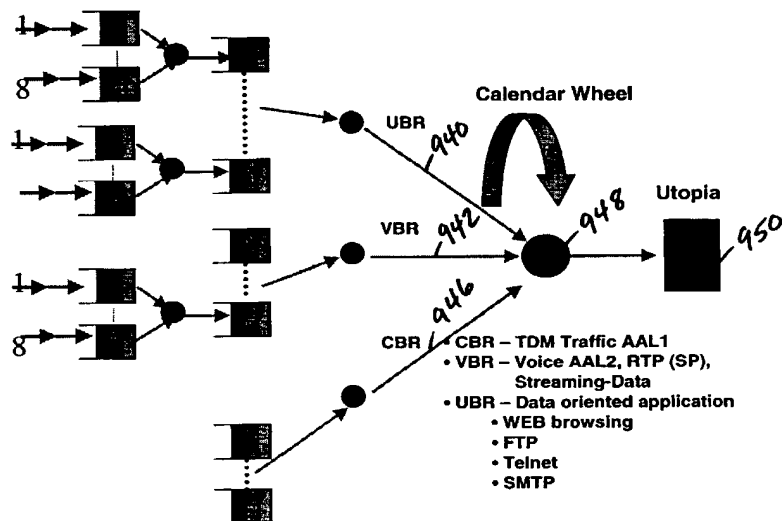 1
8
1
1
8
UBR
940
Calendar Wheel
Utopia
948
950
VBR
942
CBR
946
• CBR – TDM Traffic AAL1
• VBR – Voice AAL2, RTP (SP),
Streaming-Data
• UBR – Data oriented application
• WEB browsing
• FTP
• Telnet
• SMTP